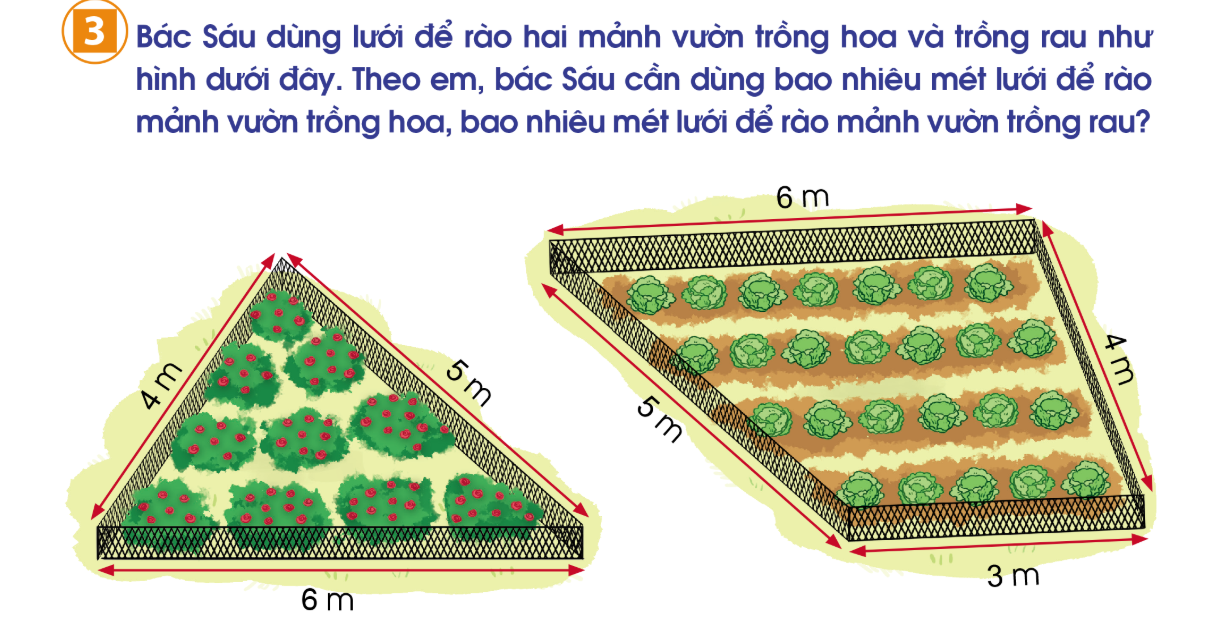 3
Bác Sáu dùng lưới để rào hai mảnh vườn trồng hoa và trồng rau như
hình dưới đây. Theo em, bác Sáu cần dùng bao nhiêu mét lưới để rào
mảnh vườn trồng hoa, bao nhiêu mét lưới để rào mảnh vườn trồng rau?
6 m
4 m
5 m
4 m
5 m
3 m
6 m